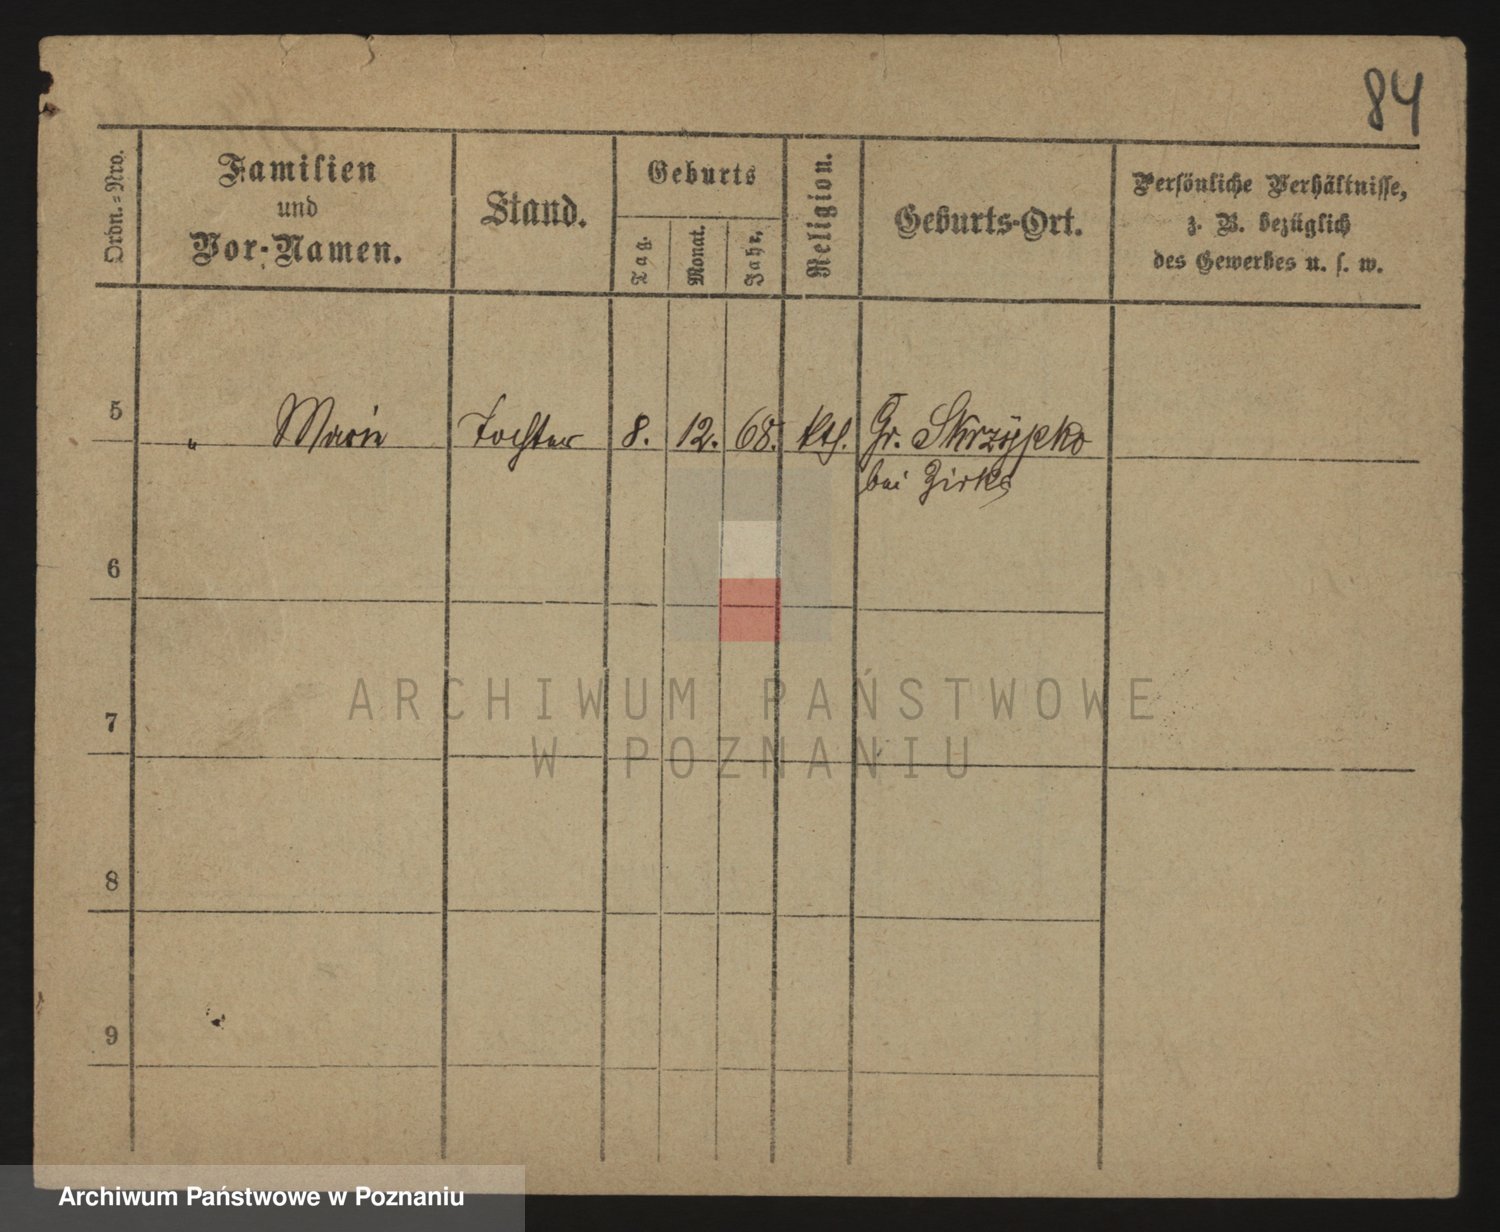 84
Ordn.-Nro.
Familien
und
Vor-Namen.
Stand.
Geburts
Tag.
Monat.
Jahr.
Religion.
Geburts-Ort.
Persönliche Verhältnisse,
z. B. bezüglich
des Gewerbes u. s. w.
5 " Marie Tochter 8. 12. 68. kth. Gr. Skrzypko
bei Zirke
6
7
8
9
ARCHIWUM PAŃSTWOWE
W POZNANIU
Archiwum Państwowe w Poznaniu